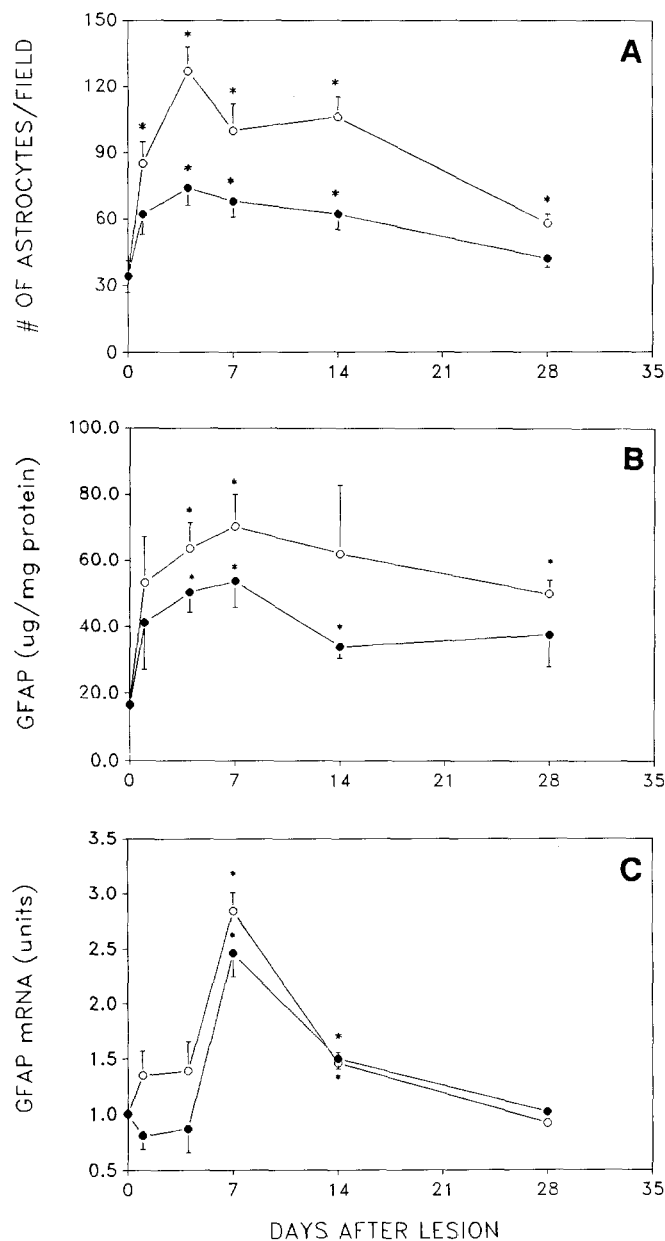 A
# OF ASTROCYTES/FIELD
150
120
90
60
30
0
* * * * *
* * *
0 7 14 21 28 35
B
GFAP (ug/mg protein)
100.0
80.0
60.0
40.0
20.0
0.0
* * *
* * *
0 7 14 21 28 35
C
GFAP mRNA (units)
3.5
3.0
2.5
2.0
1.5
1.0
0.5
* *
* *
0 7 14 21 28 35
DAYS AFTER LESION